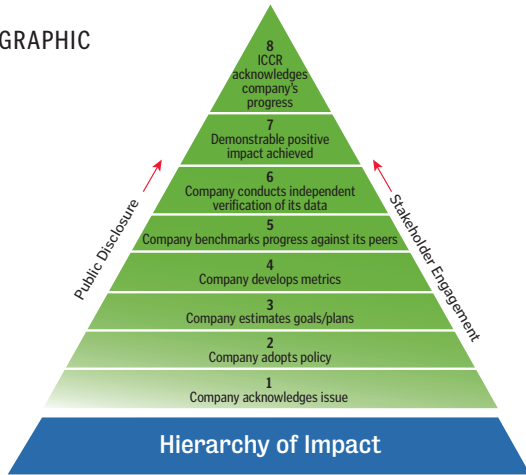 GRAPHIC
8
ICCR
acknowledges
company's
progress
7
Demonstrable positive
impact achieved
6
Company conducts independent
verification of its data
5
Company benchmarks progress against its peers
4
Company develops metrics
3
Company estimates goals/plans
2
Company adopts policy
1
Company acknowledges issue
Public Disclosure
Stakeholder Engagement
Hierarchy of Impact